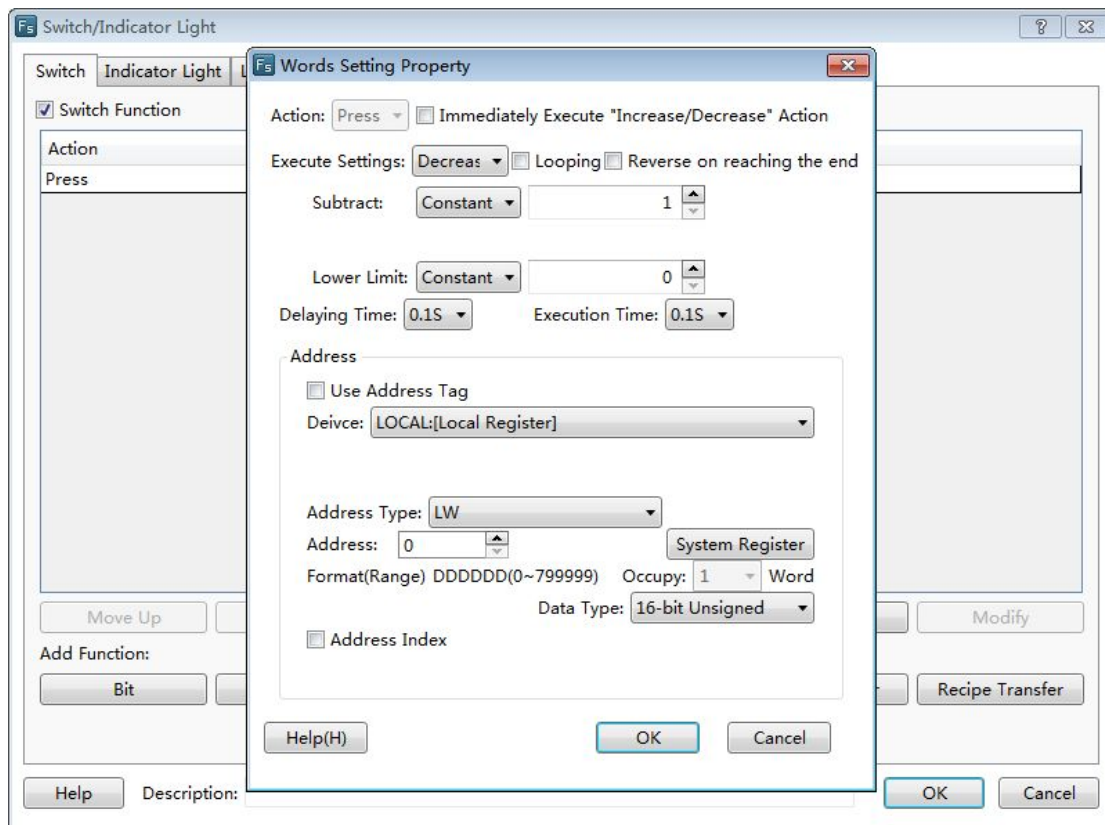 Fs Switch/Indicator Light ?
Switch Indicator Light L
Fs Words Setting Property
Switch Function
Action
Press
Action: Press Immediately Execute "Increase/Decrease" Action
Execute Settings: Decreas Looping Reverse on reaching the end
Subtract: Constant 1
Lower Limit: Constant 0
Delaying Time: 0.1S Execution Time: 0.1S
Address
Use Address Tag
Deivce: LOCAL:[Local Register]
Address Type: LW
Address: 0 System Register
Format(Range) DDDDDD(0~799999) Occupy: 1 Word
Data Type: 16-bit Unsigned
Address Index
Move Up Modify
Add Function:
Bit Recipe Transfer
Help(H) OK Cancel
Help Description: OK Cancel